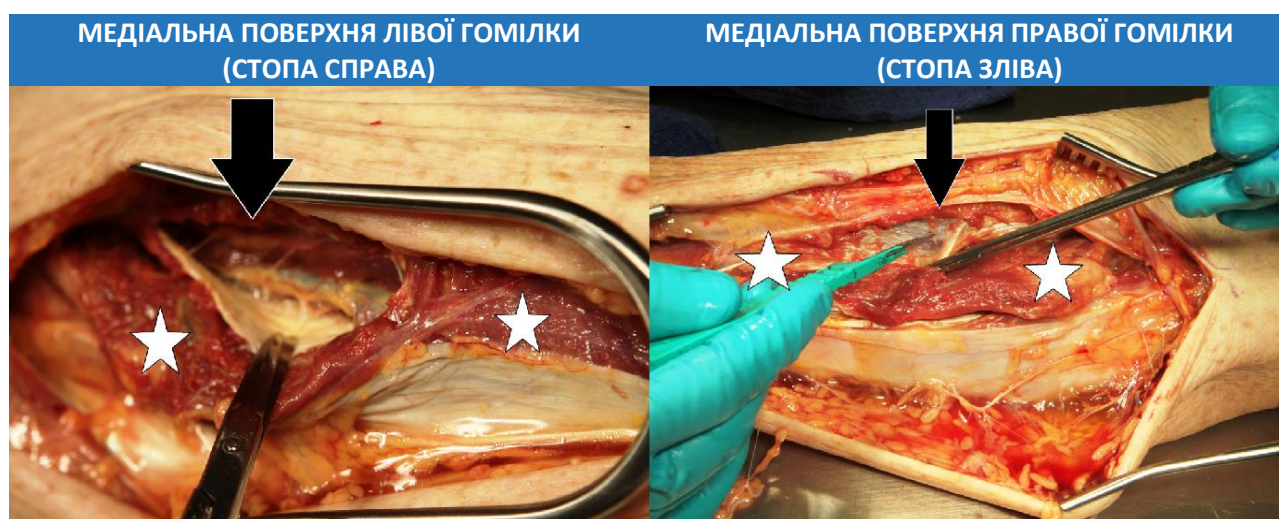 МЕДІАЛЬНА ПОВЕРХНЯ ЛІВОЇ ГОМІЛКИ
(СТОПА СПРАВА)
МЕДІАЛЬНА ПОВЕРХНЯ ПРАВОЇ ГОМІЛКИ
(СТОПА ЗЛІВА)